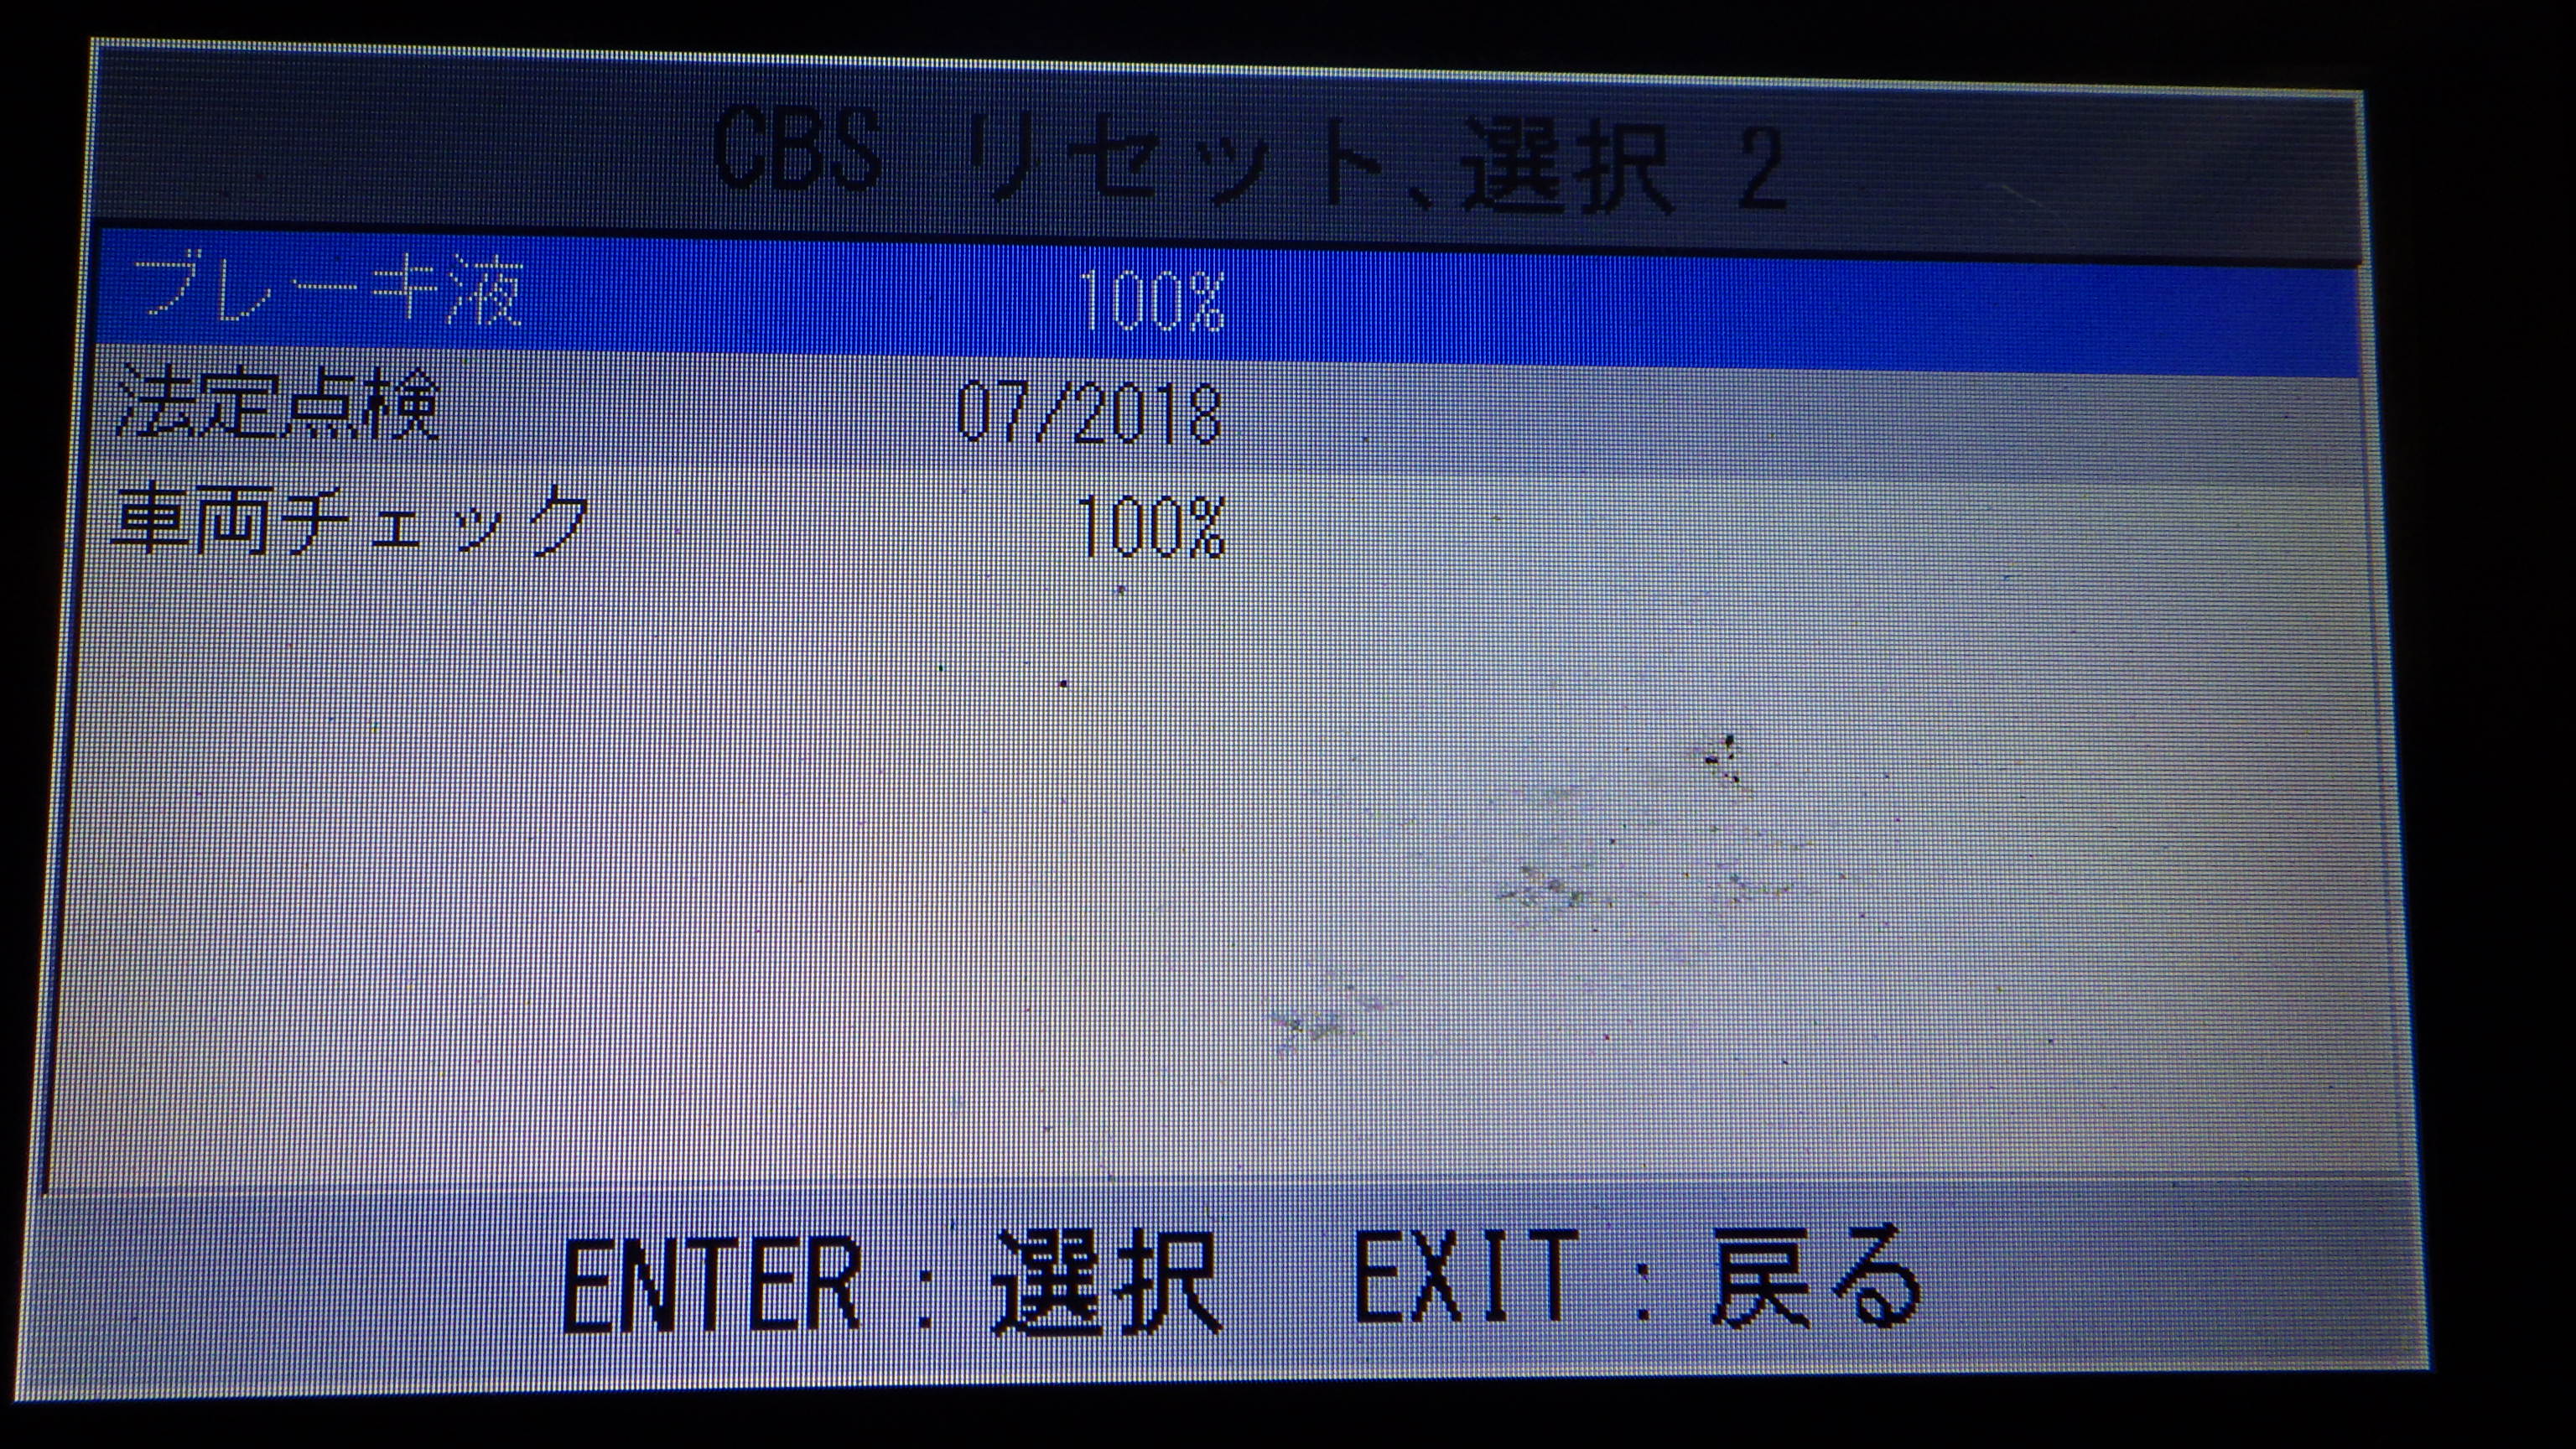 CBS リセット、選択 2
ブレーキ液 100%
法定点検 07/2018
車両チェック 100%
ENTER : 選択 EXIT : 戻る